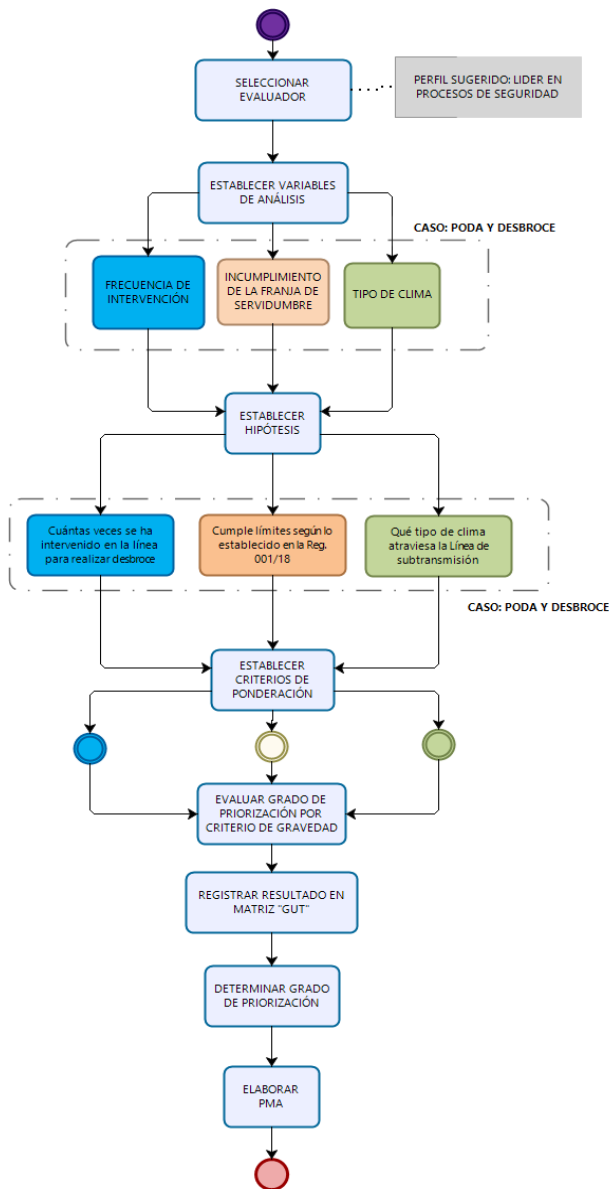 SELECCIONAR
EVALUADOR
PERFIL SUGERIDO: LIDER EN
PROCESOS DE SEGURIDAD
ESTABLECER VARIABLES
DE ANÁLISIS
CASO: PODA Y DESBROCE
FRECUENCIA DE
INTERVENCIÓN
INCUMPLIMIENTO
DE LA FRANJA DE
SERVIDUMBRE
TIPO DE CLIMA
ESTABLECER
HIPÓTESIS
Cuántas veces se ha
intervenido en la línea
para realizar desbroce
Cumple límites según lo
establecido en la Reg.
001/18
Qué tipo de clima
atraviesa la Línea de
subtransmisión
CASO: PODA Y DESBROCE
ESTABLECER
CRITERIOS DE
PONDERACIÓN
EVALUAR GRADO DE
PRIORIZACIÓN POR
CRITERIO DE GRAVEDAD
REGISTRAR RESULTADO EN
MATRIZ "GUT"
DETERMINAR GRADO
DE PRIORIZACIÓN
ELABORAR
PMA